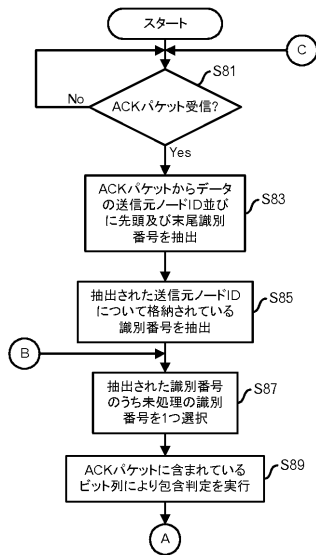 スタート
C
S81
ACKパケット受信?
No
Yes
S83
ACKパケットからデータ
の送信元ノードID並び
に先頭及び末尾識別
番号を抽出
S85
抽出された送信元ノードID
について格納されている
識別番号を抽出
B
S87
抽出された識別番号
のうち未処理の識別
番号を1つ選択
S89
ACKパケットに含まれている
ビット列により包含判定を実行
A